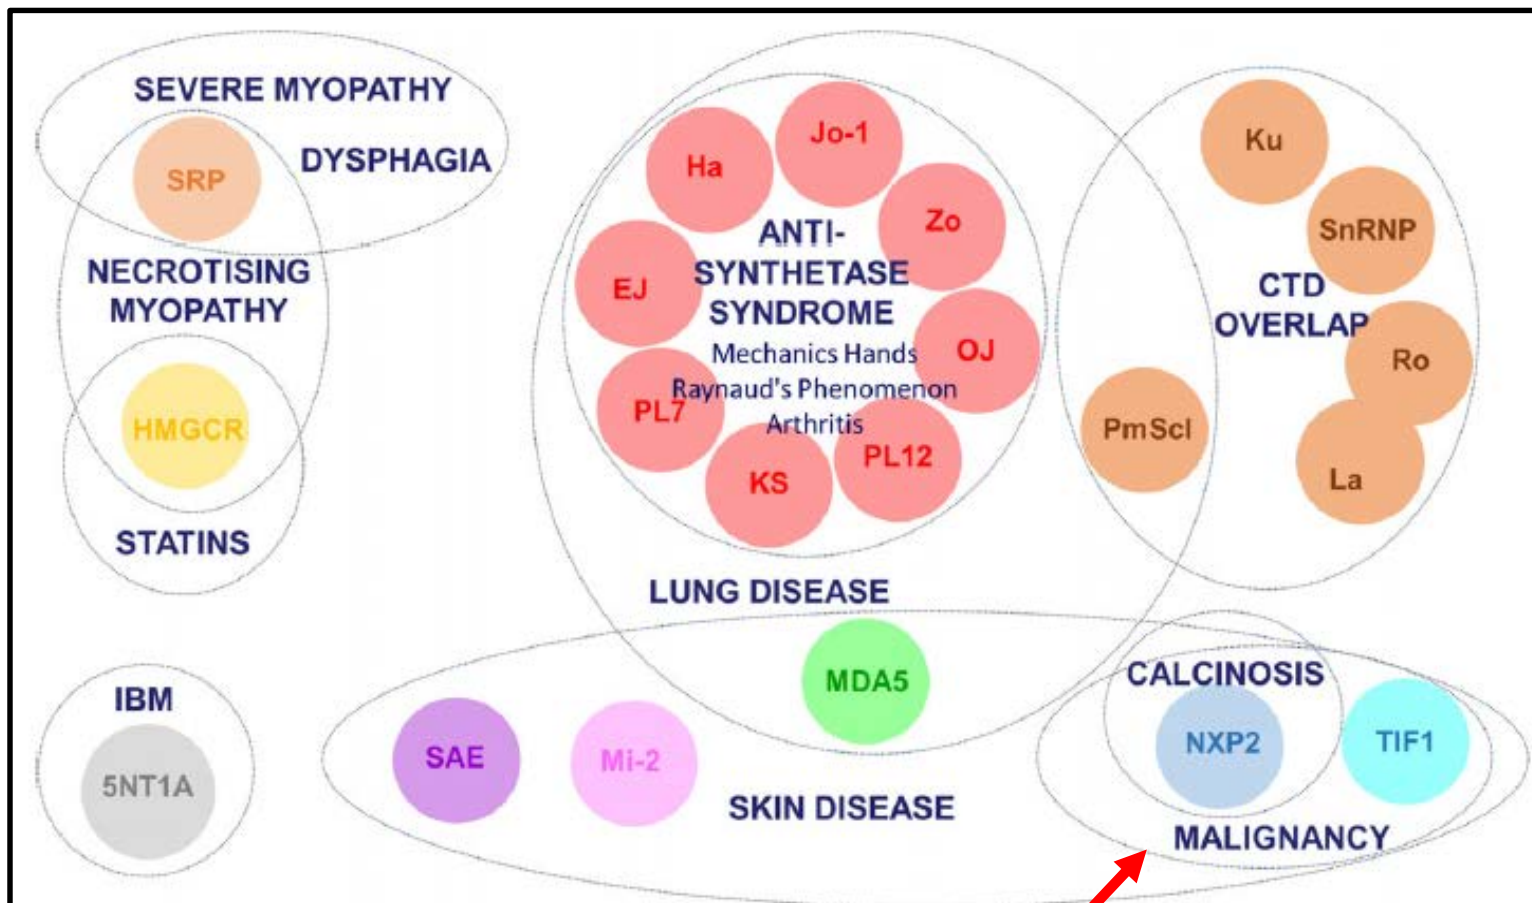 SEVERE MYOPATHY
DYSPHAGIA
SRP
NECROTISING
MYOPATHY
HMGCR
STATINS
IBM
5NT1A
Ha
Jo-1
Zo
EJ
OJ
PL7
PL12
KS
ANTI-
SYNTHETASE
SYNDROME
Mechanics Hands
Raynaud's Phenomenon
Arthritis
LUNG DISEASE
Ku
SnRNP
CTD
OVERLAP
Ro
PmScl
La
MDA5
SAE
Mi-2
SKIN DISEASE
CALCINOSIS
NXP2
TIF1
MALIGNANCY